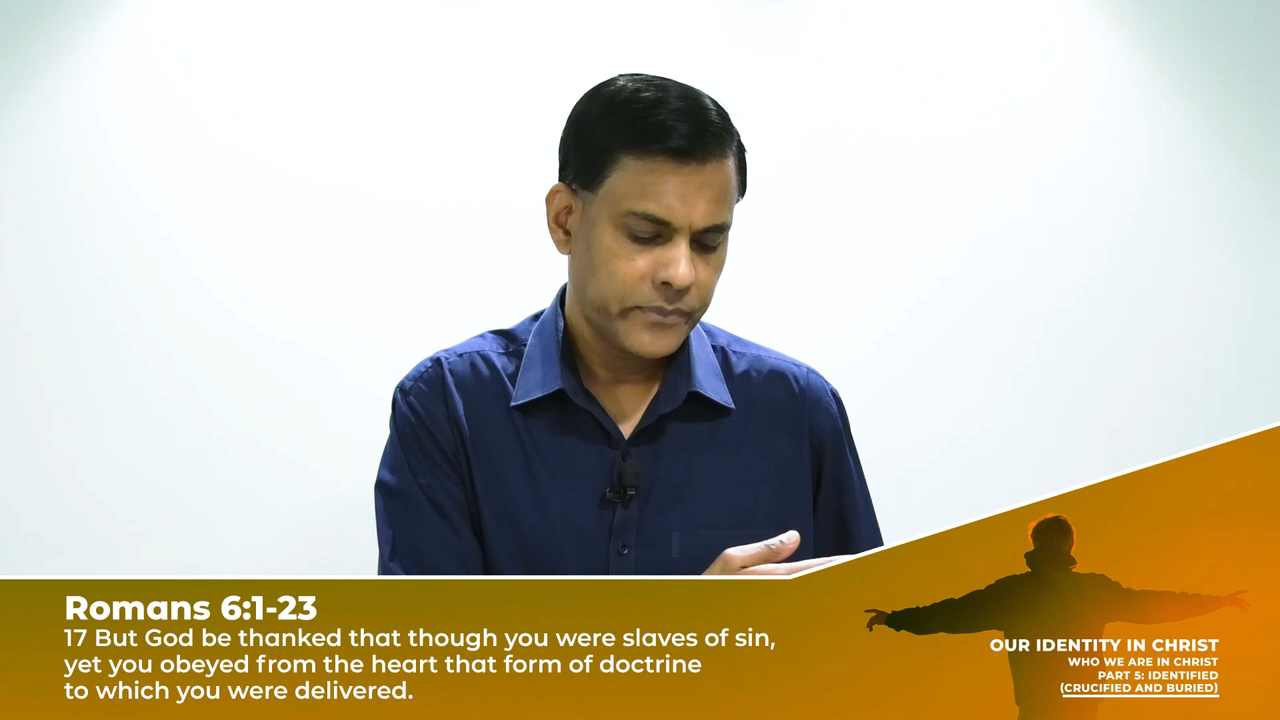 Romans 6:1-23
17 But God be thanked that though you were slaves of sin,
yet you obeyed from the heart that form of doctrine
to which you were delivered.
OUR IDENTITY IN CHRIST
WHO WE ARE IN CHRIST
PART 5: IDENTIFIED
(CRUCIFIED AND BURIED)